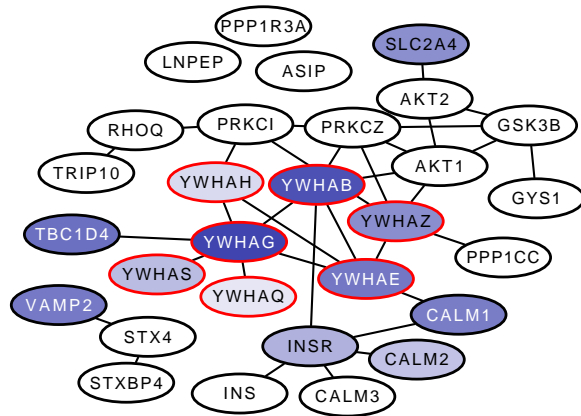 PPP1R3A
SLC2A4
LNPEP
ASIP
AKT2
RHOQ
PRKCI
PRKCZ
GSK3B
TRIP10
YWHAH
YWHAB
AKT1
GYS1
TBC1D4
YWHAG
YWHAZ
PPP1CC
YWHAS
YWHAQ
YWHAE
VAMP2
CALM1
STX4
INSR
CALM2
STXBP4
INS
CALM3